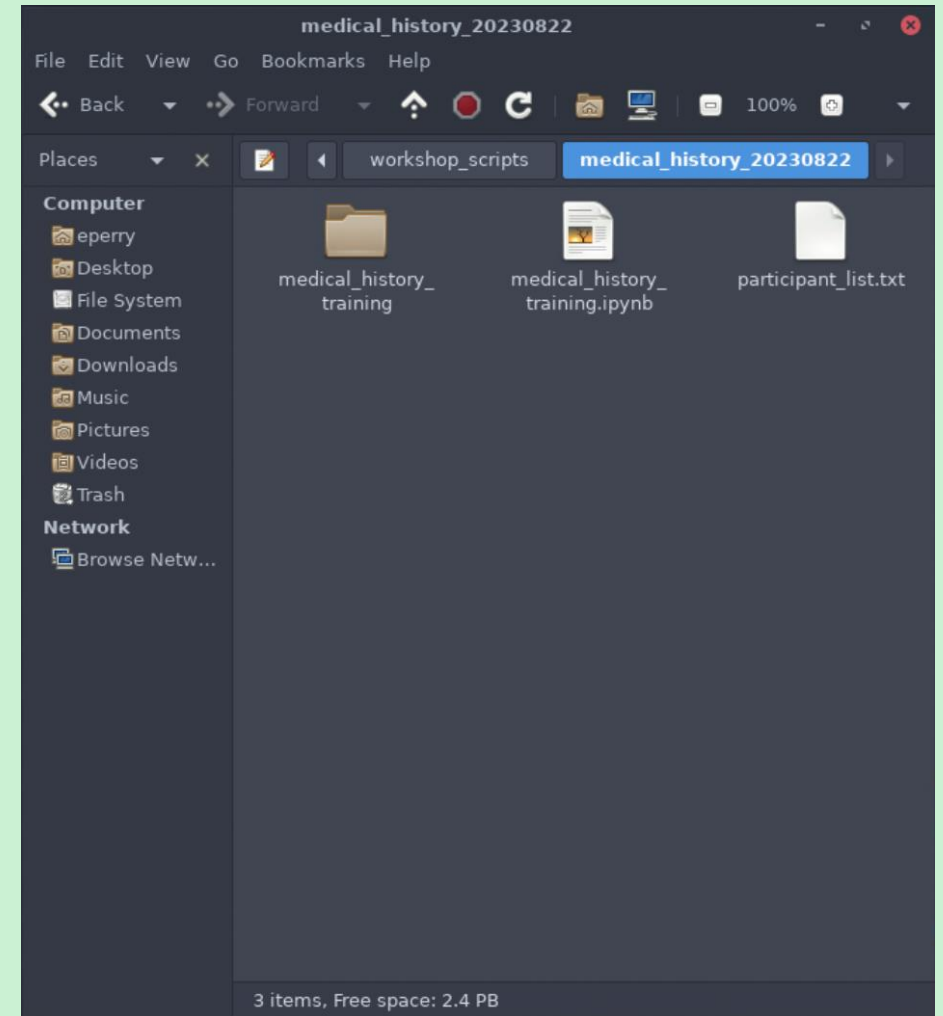 medical_history_20230822
File Edit View Go Bookmarks Help
Back Forward 100%
Places workshop_scripts medical_history_20230822
Computer
eperry
Desktop
File System
Documents
Downloads
Music
Pictures
Videos
Trash
Network
Browse Netw...
medical_history_
training
medical_history_
training.ipynb
participant_list.txt
3 items, Free space: 2.4 PB